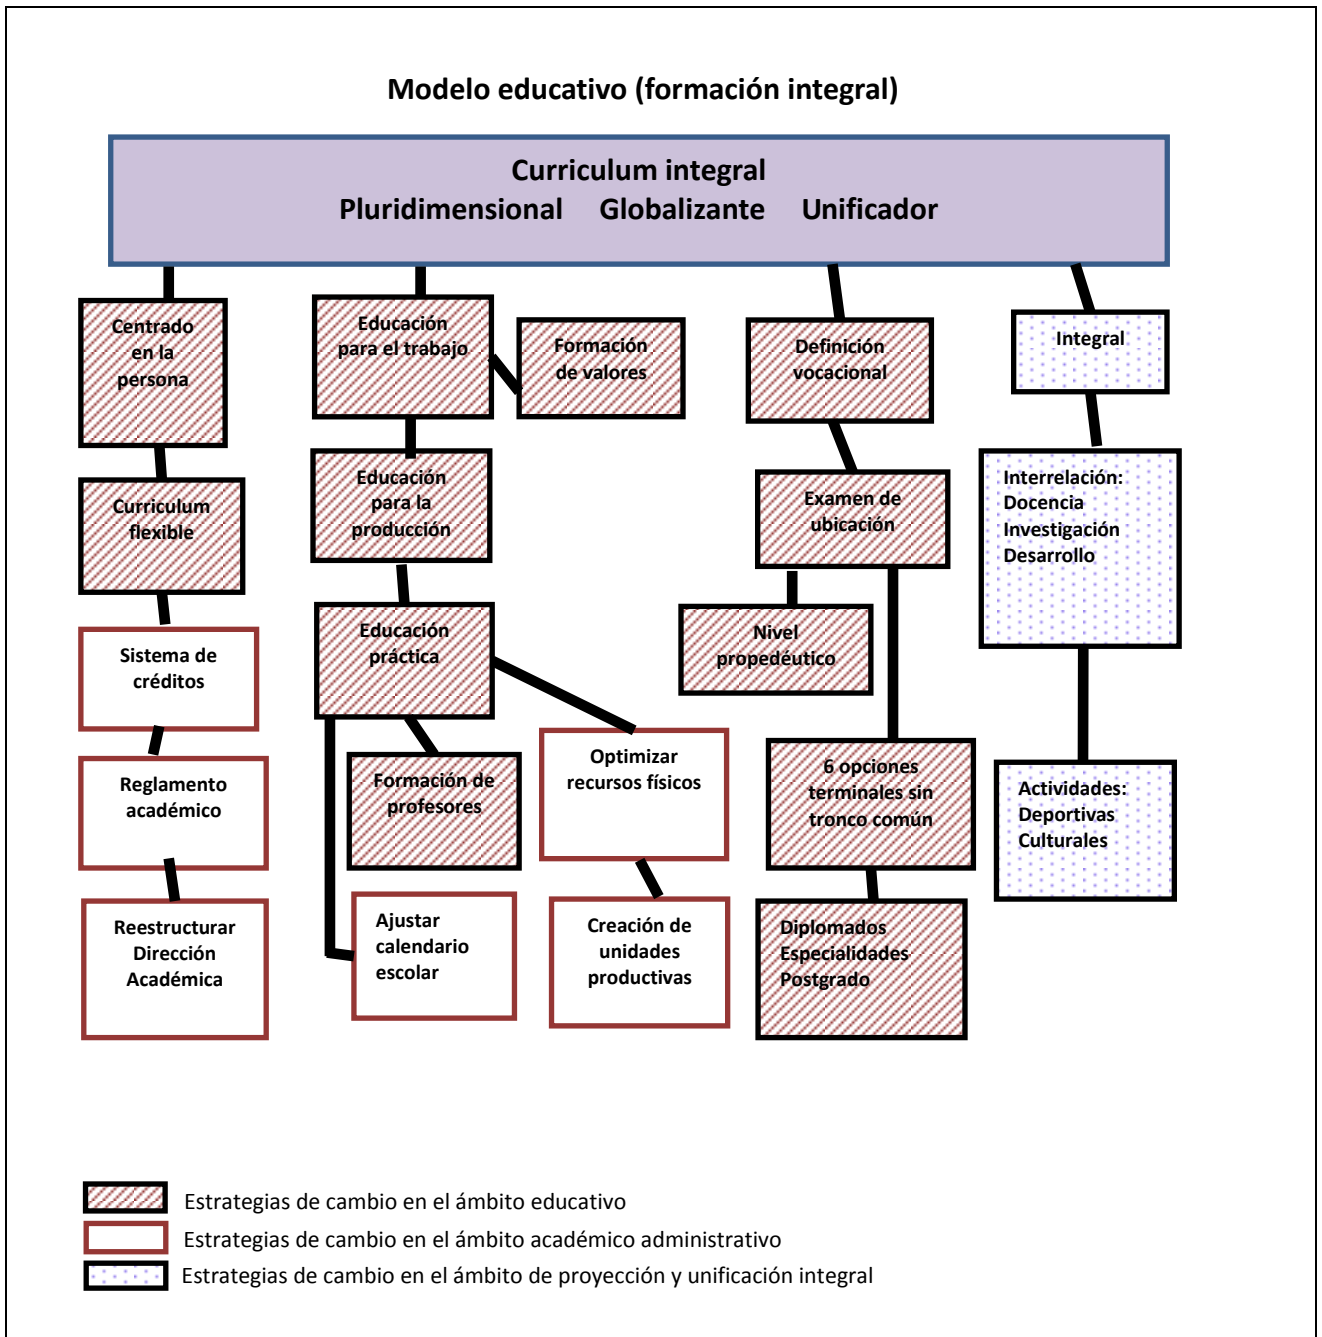 Modelo educativo (formación integral)
Curriculum integral
Pluridimensional Globalizante Unificador
Centrado
en la
persona
Curriculum
flexible
Sistema de
créditos
Reglamento
académico
Reestructurar
Dirección
Académica
Educación
para el trabajo
Formación
de valores
Educación
para la
producción
Educación
práctica
Formación de
profesores
Ajustar
calendario
escolar
Optimizar
recursos físicos
Creación de
unidades
productivas
Definición
vocacional
Examen de
ubicación
Nivel
propedéutico
6 opciones
terminales sin
tronco común
Diplomados
Especialidades
Postgrado
Integral
Interrelación:
Docencia
Investigación
Desarrollo
Actividades:
Deportivas
Culturales
Estrategias de cambio en el ámbito educativo
Estrategias de cambio en el ámbito académico administrativo
Estrategias de cambio en el ámbito de proyección y unificación integral